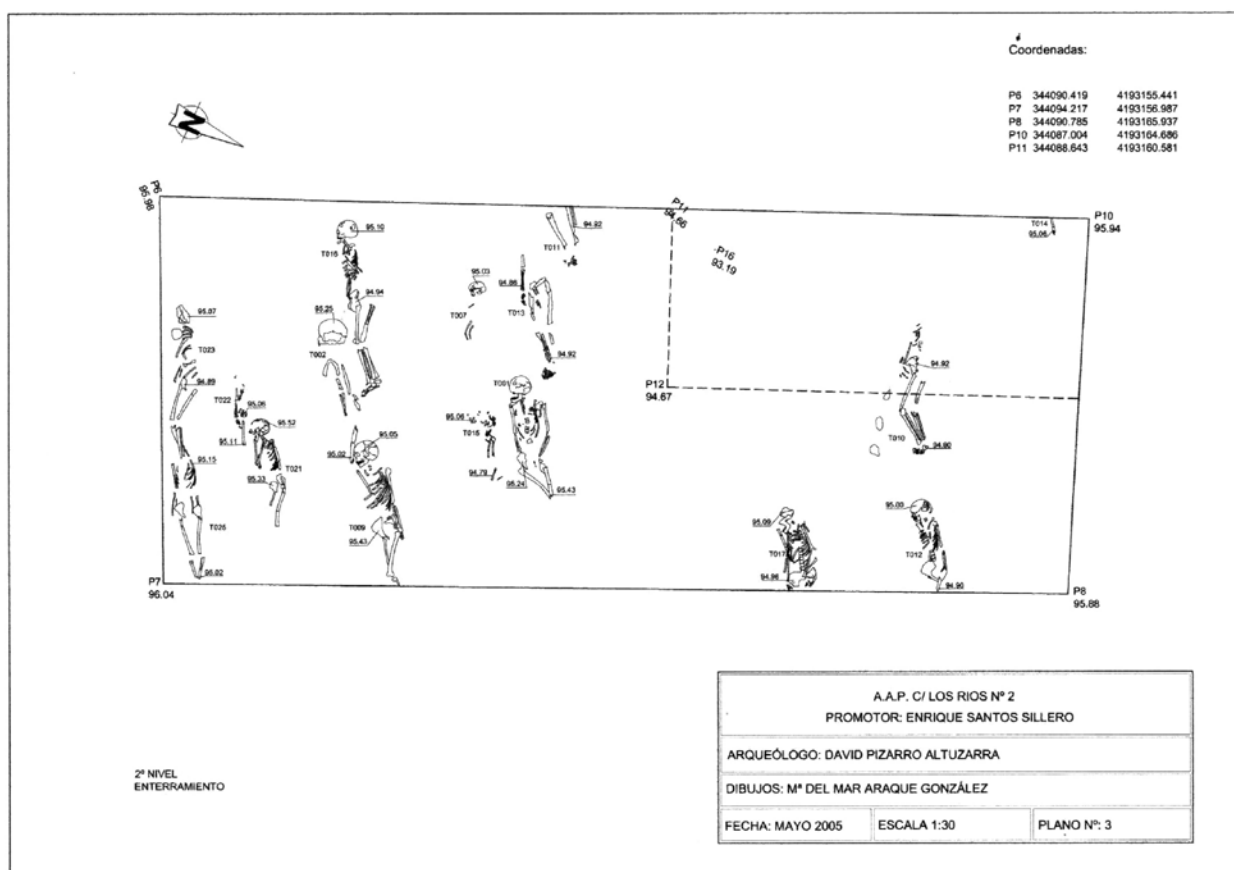 Coordenadas:
P6 344090.419 4193155.441
P7 344094.217 4193156.987
P8 344090.785 4193165.937
P10 344087.004 4193164.686
P11 344088.643 4193160.581
N
P6
95.98
P11
94.66
P16
93.19
T014
95.06
P10
95.94
95.10
T015
94.92
T011
95.03
94.86
T007
T013
94.94
95.25
T002
95.07
T023
94.92
94.89
T022
95.06
T001
P12
94.67
94.92
95.11
95.52
T021
95.02
95.05
95.06
T016
T010
94.90
95.15
95.33
94.79
95.24
95.43
T025
T009
95.43
95.09
T017
94.96
95.00
T012
94.90
P7
96.04
95.02
P8
95.88
2º NIVEL
ENTERRAMIENTO
A.A.P. C/ LOS RIOS Nº 2
PROMOTOR: ENRIQUE SANTOS SILLERO
ARQUEÓLOGO: DAVID PIZARRO ALTUZARRA
DIBUJOS: Mª DEL MAR ARAQUE GONZÁLEZ
FECHA: MAYO 2005 ESCALA 1:30 PLANO Nº: 3